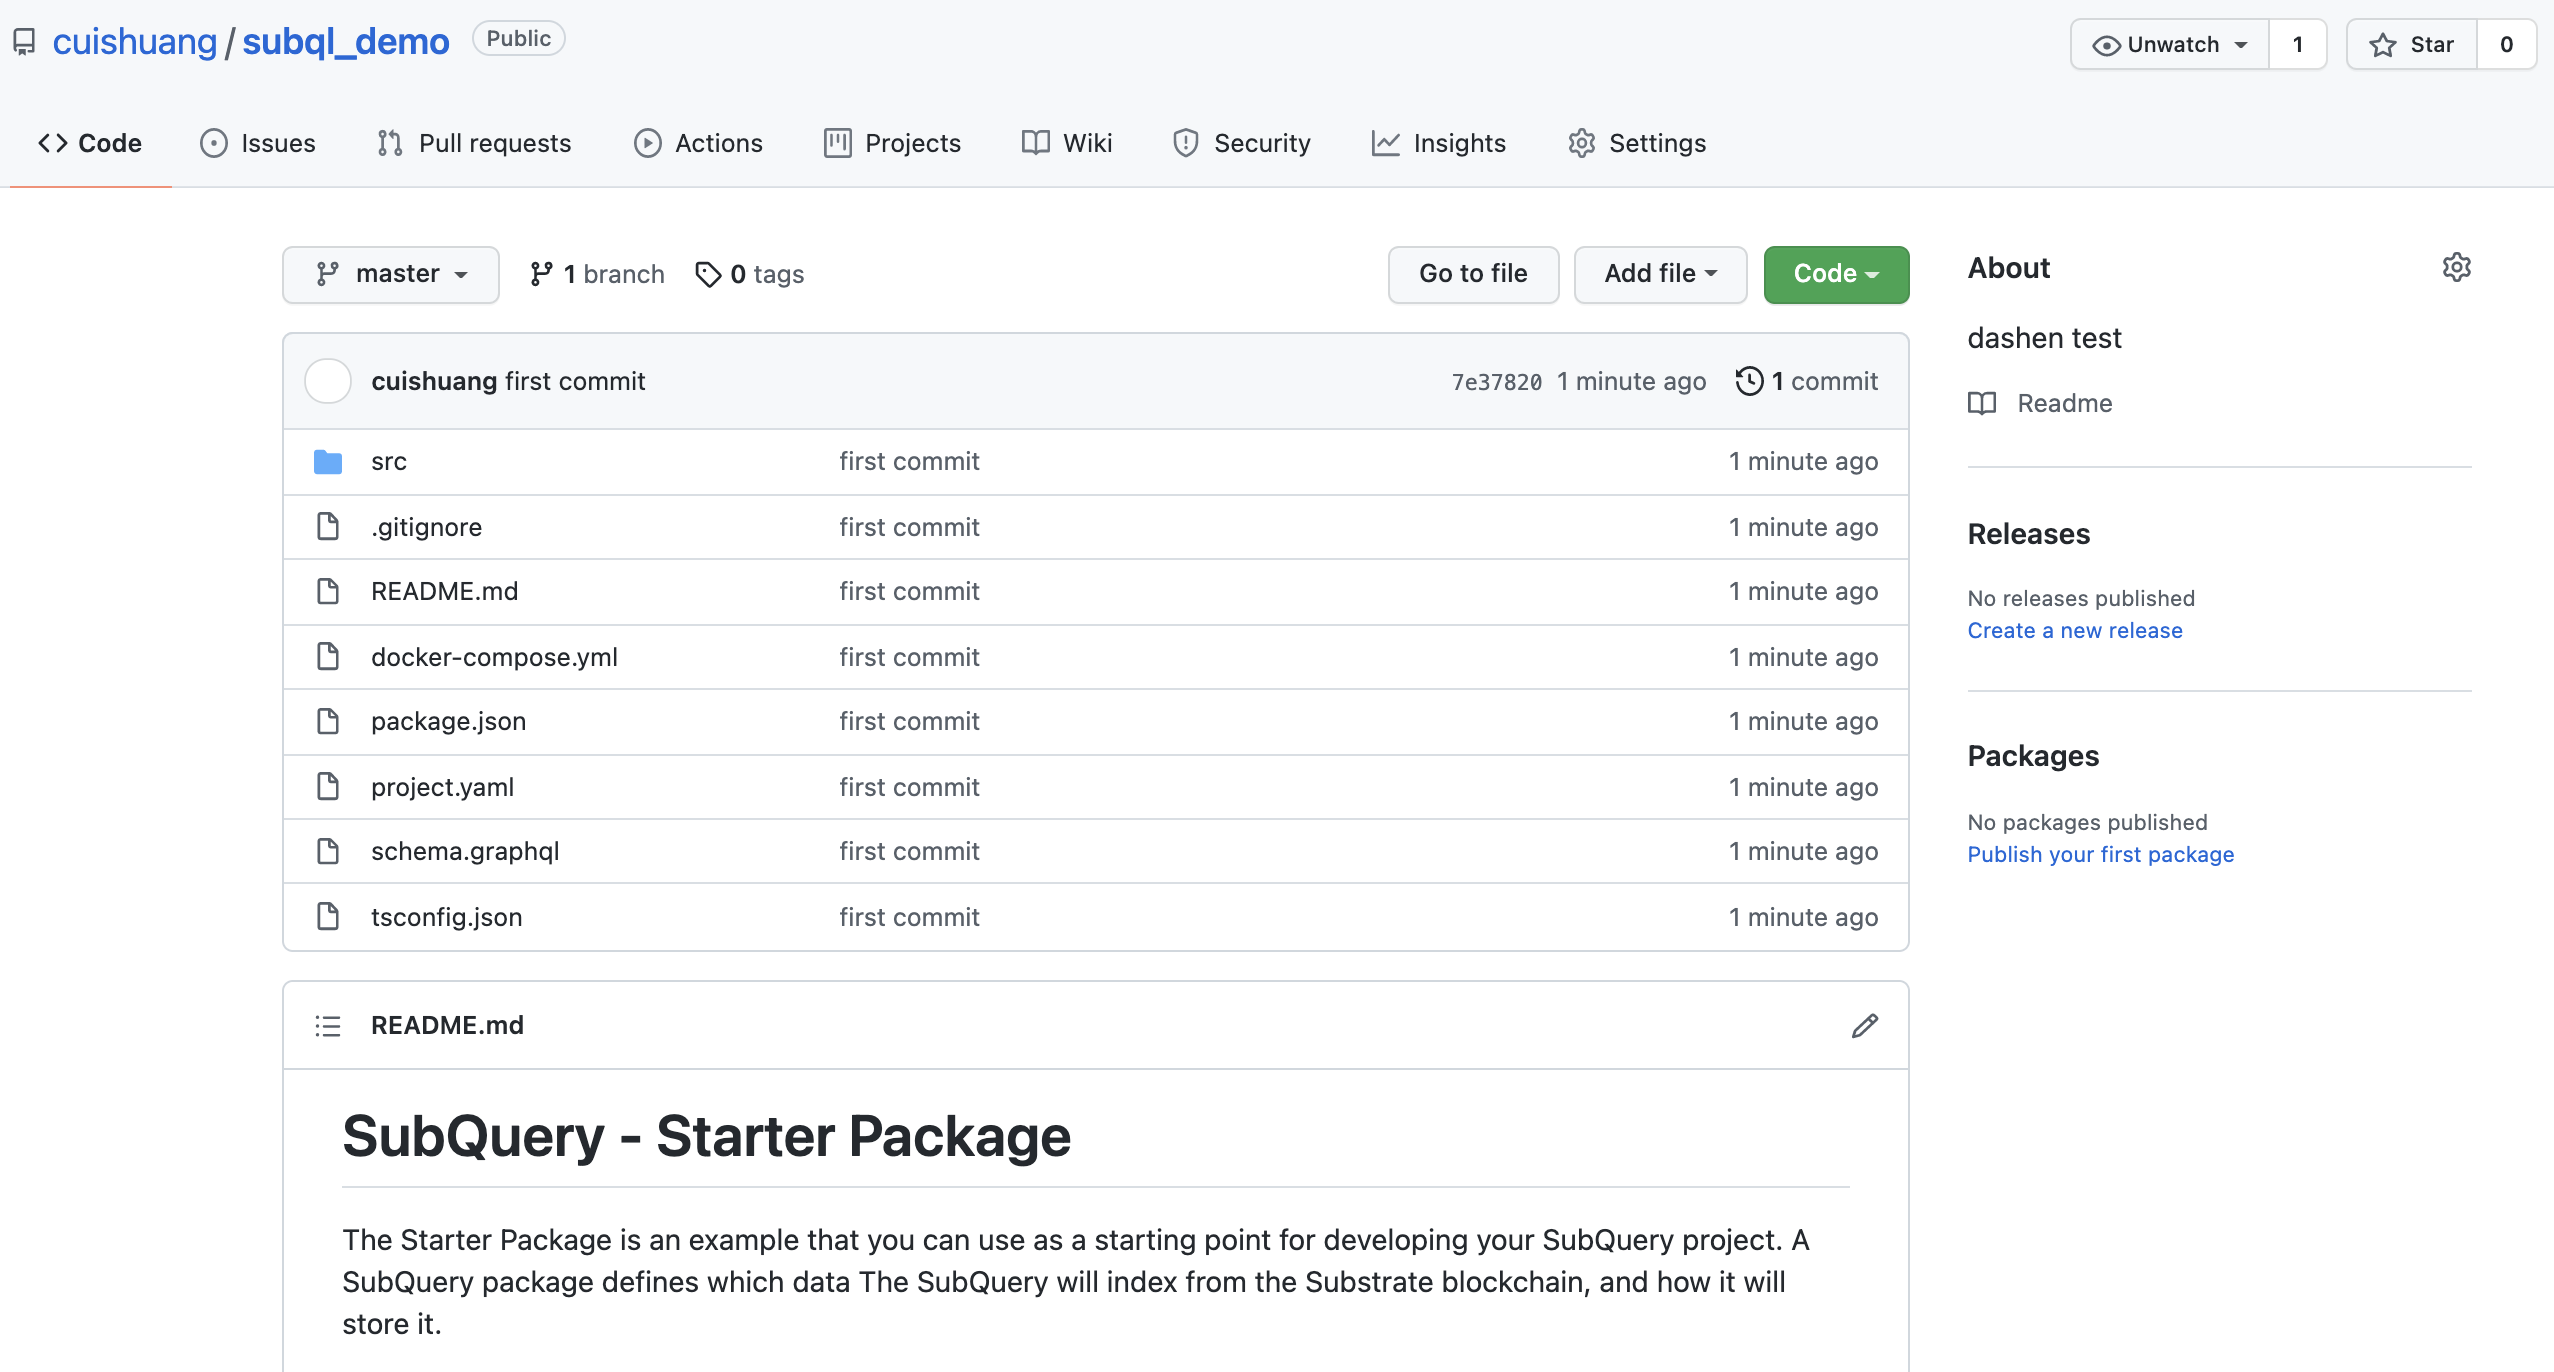 cuishuang / subql_demo Public Unwatch 1 Star 0
Code Issues Pull requests Actions Projects Wiki Security Insights Settings
master 1 branch 0 tags Go to file Add file Code
cuishuang first commit 7e37820 1 minute ago 1 commit
src first commit 1 minute ago
.gitignore first commit 1 minute ago
README.md first commit 1 minute ago
docker-compose.yml first commit 1 minute ago
package.json first commit 1 minute ago
project.yaml first commit 1 minute ago
schema.graphql first commit 1 minute ago
tsconfig.json first commit 1 minute ago
README.md
SubQuery - Starter Package
The Starter Package is an example that you can use as a starting point for developing your SubQuery project. A
SubQuery package defines which data The SubQuery will index from the Substrate blockchain, and how it will
store it.
About
dashen test
Readme
Releases
No releases published
Create a new release
Packages
No packages published
Publish your first package